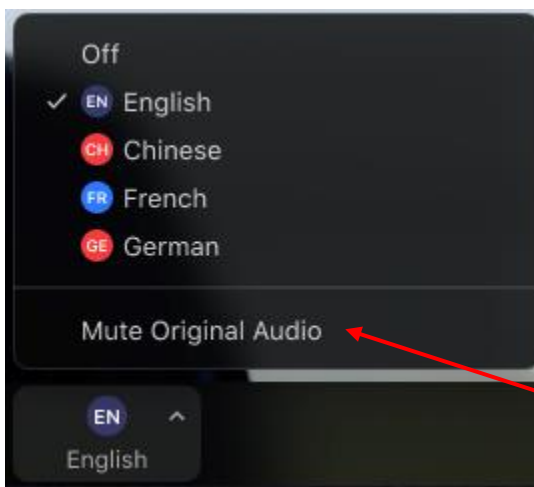 Off
EN English
CH Chinese
FR French
GE German
Mute Original Audio
EN
English